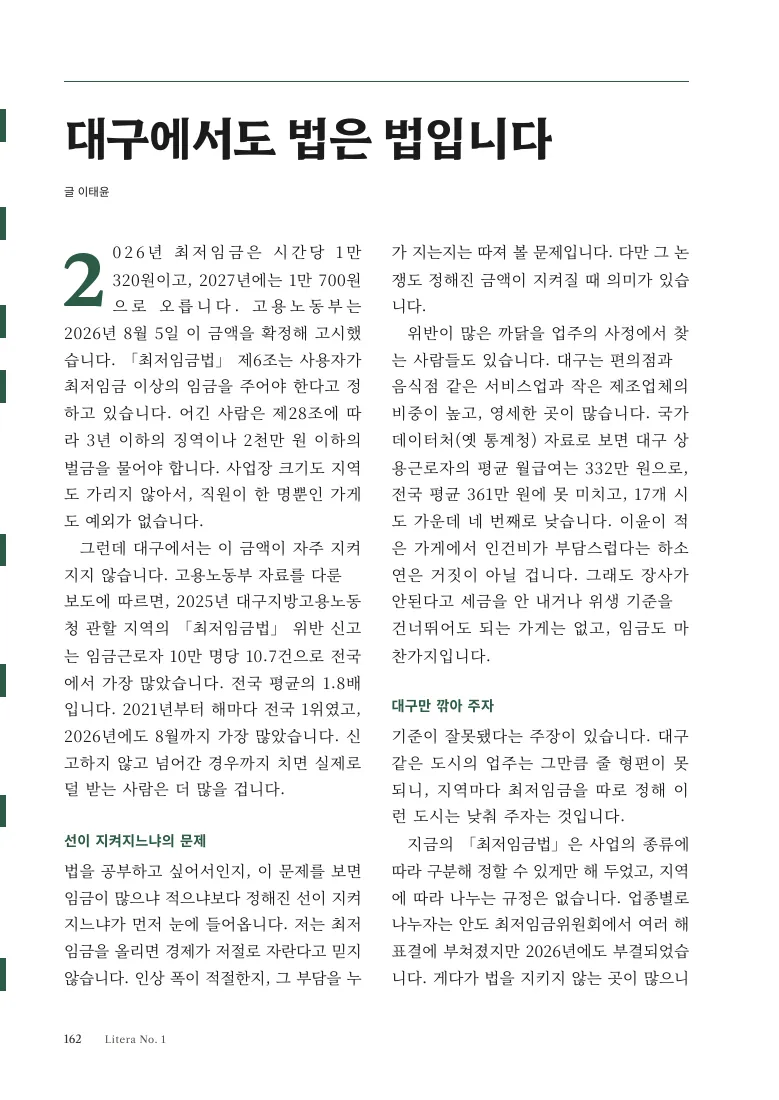 대구에서도 법은 법입니다
글 이태윤
2026년 최저임금은 시간당 1만
320원이고, 2027년에는 1만 700원
으로 오릅니다. 고용노동부는
2026년 8월 5일 이 금액을 확정해 고시했
습니다. 「최저임금법」 제6조는 사용자가
최저임금 이상의 임금을 주어야 한다고 정
하고 있습니다. 어긴 사람은 제28조에 따
라 3년 이하의 징역이나 2천만 원 이하의
벌금을 물어야 합니다. 사업장 크기도 지역
도 가리지 않아서, 직원이 한 명뿐인 가게
도 예외가 없습니다.
그런데 대구에서는 이 금액이 자주 지켜
지지 않습니다. 고용노동부 자료를 다룬
보도에 따르면, 2025년 대구지방고용노동
청 관할 지역의 「최저임금법」 위반 신고
는 임금근로자 10만 명당 10.7건으로 전국
에서 가장 많았습니다. 전국 평균의 1.8배
입니다. 2021년부터 해마다 전국 1위였고,
2026년에도 8월까지 가장 많았습니다. 신
고하지 않고 넘어간 경우까지 치면 실제로
덜 받는 사람은 더 많을 겁니다.
선이 지켜지느냐의 문제
법을 공부하고 싶어서인지, 이 문제를 보면
임금이 많으냐 적으냐보다 정해진 선이 지켜
지느냐가 먼저 눈에 들어옵니다. 저는 최저
임금을 올리면 경제가 저절로 자란다고 믿지
않습니다. 인상 폭이 적절한지, 그 부담을 누
가 지는지는 따져 볼 문제입니다. 다만 그 논
쟁도 정해진 금액이 지켜질 때 의미가 있습
니다.
위반이 많은 까닭을 업주의 사정에서 찾
는 사람들도 있습니다. 대구는 편의점과
음식점 같은 서비스업과 작은 제조업체의
비중이 높고, 영세한 곳이 많습니다. 국가
데이터처(옛 통계청) 자료로 보면 대구 상
용근로자의 평균 월급여는 332만 원으로,
전국 평균 361만 원에 못 미치고, 17개 시
도 가운데 네 번째로 낮습니다. 이윤이 적
은 가게에서 인건비가 부담스럽다는 하소
연은 거짓이 아닐 겁니다. 그래도 장사가
안된다고 세금을 안 내거나 위생 기준을
건너뛰어도 되는 가게는 없고, 임금도 마
찬가지입니다.
대구만 깎아 주자
기준이 잘못됐다는 주장이 있습니다. 대구
같은 도시의 업주는 그만큼 줄 형편이 못
되니, 지역마다 최저임금을 따로 정해 이
런 도시는 낮춰 주자는 것입니다.
지금의 「최저임금법」은 사업의 종류에
따라 구분해 정할 수 있게만 해 두었고, 지역
에 따라 나누는 규정은 없습니다. 업종별로
나누자는 안도 최저임금위원회에서 여러 해
표결에 부쳐졌지만 2026년에도 부결되었습
니다. 게다가 법을 지키지 않는 곳이 많으니
162 Litera No. 1